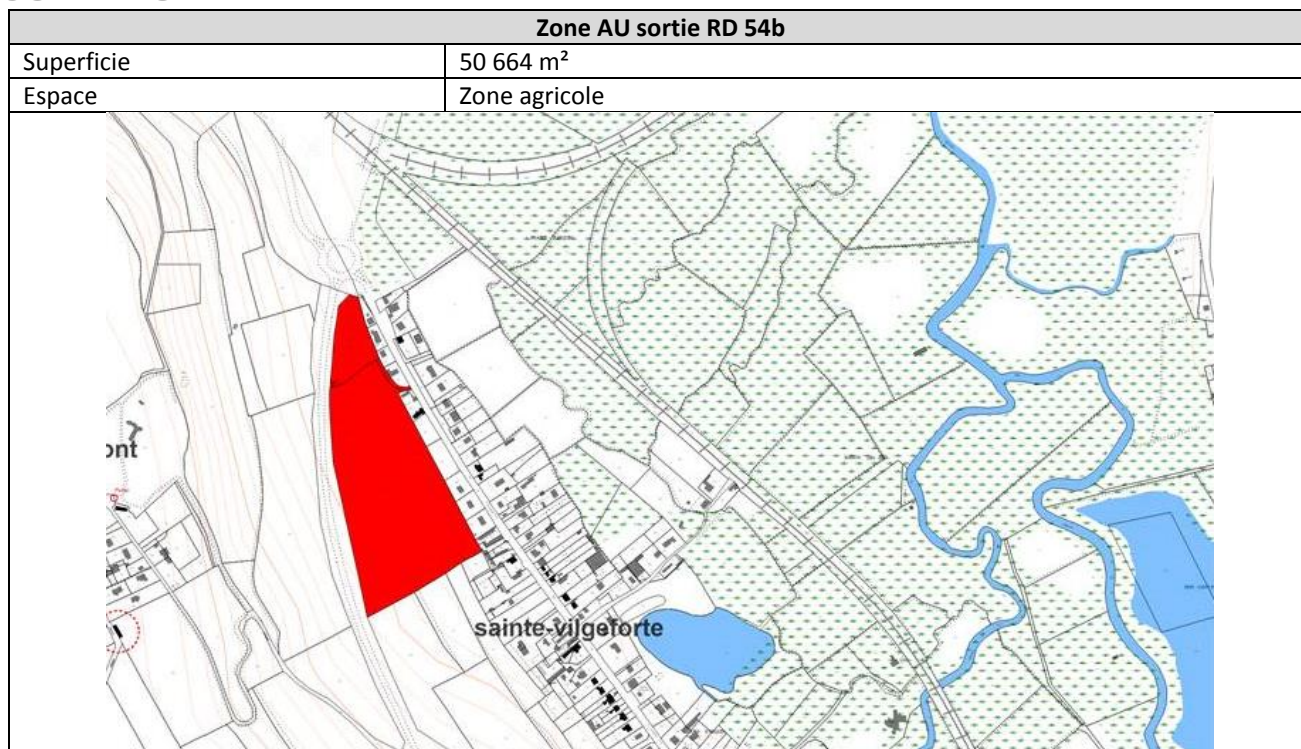 Zone AU sortie RD 54b
Superficie 50 664 m²
Espace Zone agricole
ont
sainte-vilgeforte